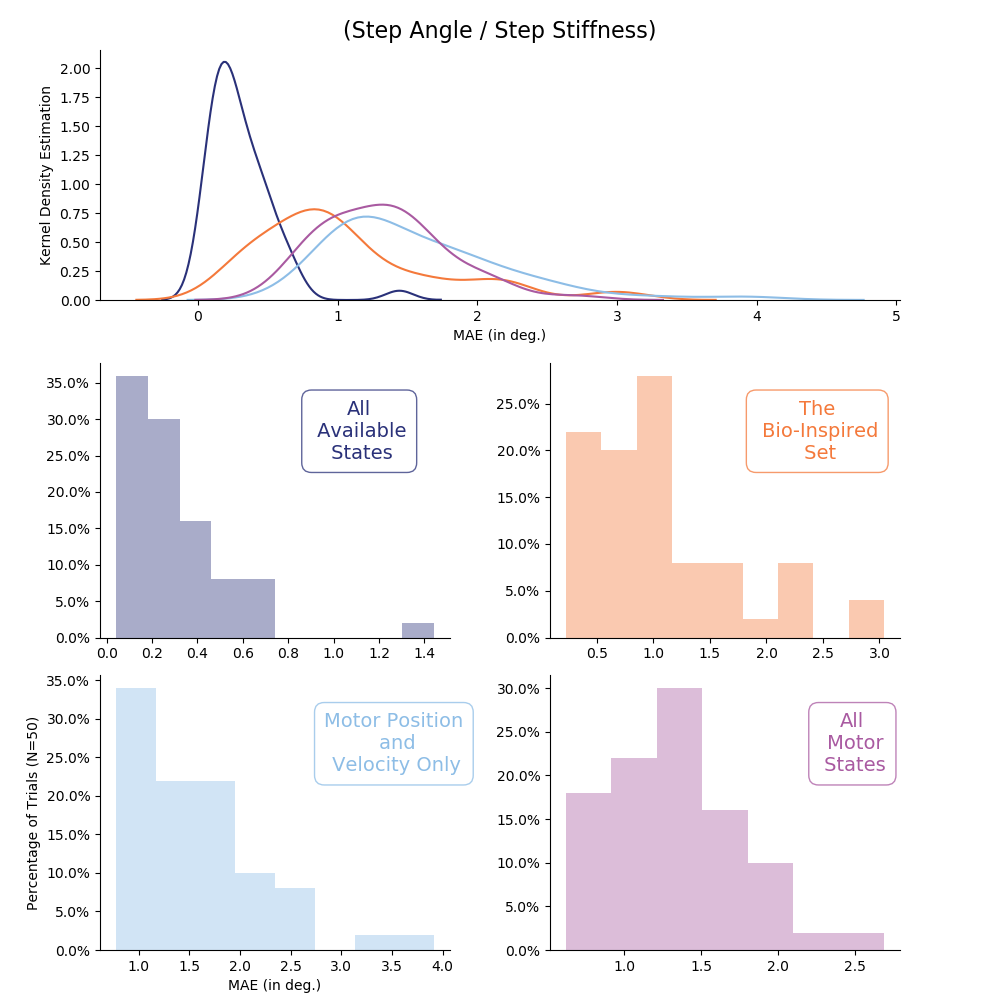 (Step Angle / Step Stiffness)
Kernel Density Estimation
2.00
1.75
1.50
1.25
1.00
0.75
0.50
0.25
0.00
0 1 2 3 4 5
MAE (in deg.)
35.0%
30.0%
25.0%
20.0%
15.0%
10.0%
5.0%
0.0%
0.0 0.2 0.4 0.6 0.8 1.0 1.2 1.4
All
Available
States
25.0%
20.0%
15.0%
10.0%
5.0%
0.0%
0.5 1.0 1.5 2.0 2.5 3.0
The
Bio-Inspired
Set
Percentage of Trials (N=50)
35.0%
30.0%
25.0%
20.0%
15.0%
10.0%
5.0%
0.0%
1.0 1.5 2.0 2.5 3.0 3.5 4.0
MAE (in deg.)
Motor Position
and
Velocity Only
30.0%
25.0%
20.0%
15.0%
10.0%
5.0%
0.0%
1.0 1.5 2.0 2.5
All
Motor
States